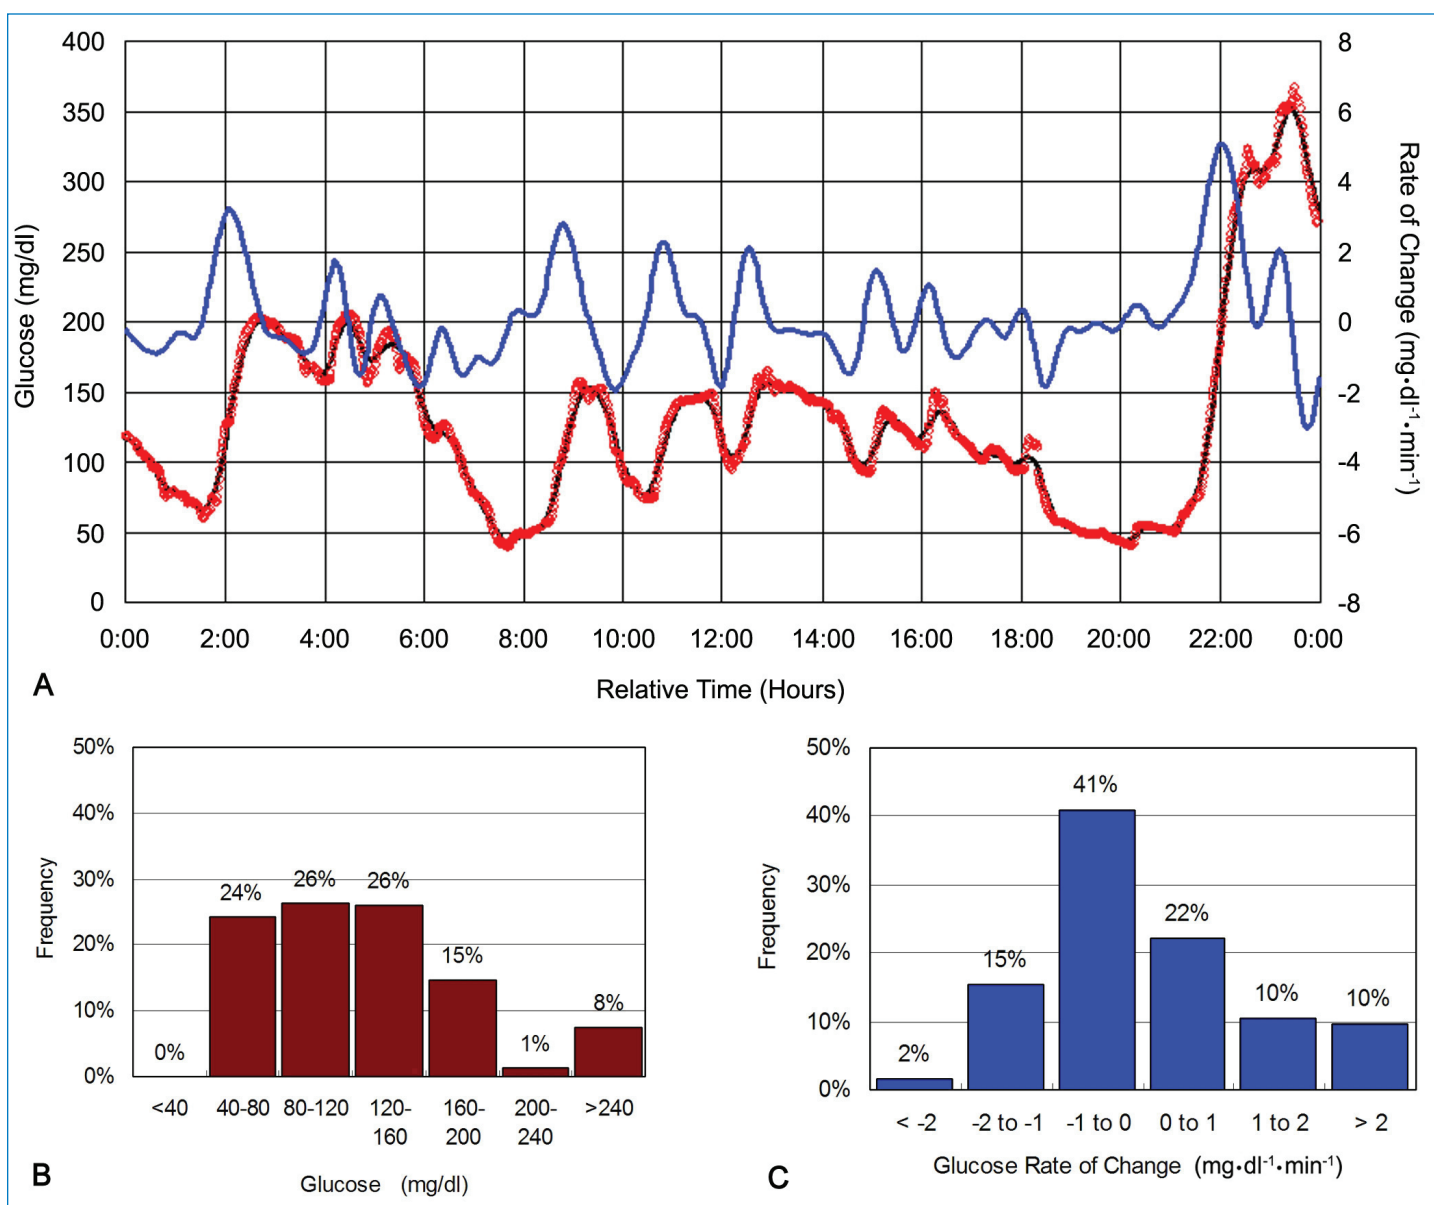 400
350
300
250
200
150
100
50
0
Glucose (mg/dl)
8
6
4
2
0
-2
-4
-6
-8
Rate of Change (mg•dl⁻¹•min⁻¹)
0:00 2:00 4:00 6:00 8:00 10:00 12:00 14:00 16:00 18:00 20:00 22:00 0:00
Relative Time (Hours)
A
50%
40%
30%
20%
10%
0%
Frequency
0% 24% 26% 26% 15% 1% 8%
<40 40-80 80-120 120-160 160-200 200-240 >240
Glucose (mg/dl)
B
50%
40%
30%
20%
10%
0%
Frequency
2% 15% 41% 22% 10% 10%
< -2 -2 to -1 -1 to 0 0 to 1 1 to 2 > 2
Glucose Rate of Change (mg•dl⁻¹•min⁻¹)
C